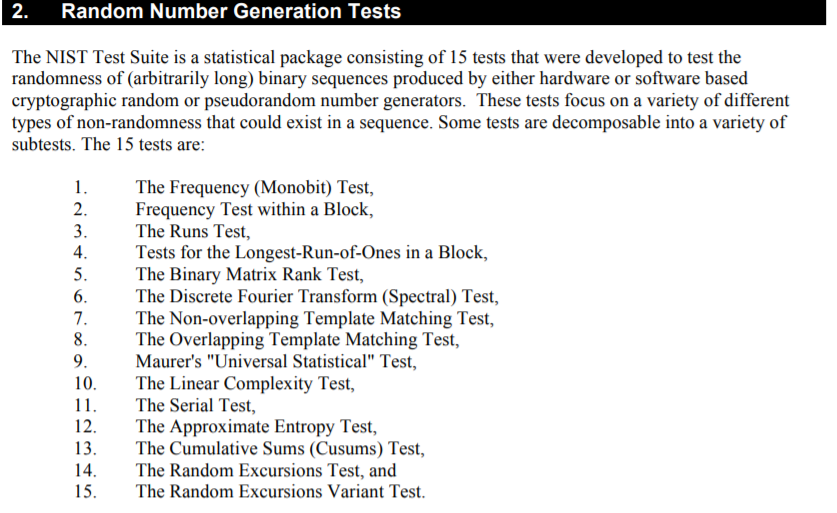 2. Random Number Generation Tests
The NIST Test Suite is a statistical package consisting of 15 tests that were developed to test the
randomness of (arbitrarily long) binary sequences produced by either hardware or software based
cryptographic random or pseudorandom number generators. These tests focus on a variety of different
types of non-randomness that could exist in a sequence. Some tests are decomposable into a variety of
subtests. The 15 tests are:
1. The Frequency (Monobit) Test,
2. Frequency Test within a Block,
3. The Runs Test,
4. Tests for the Longest-Run-of-Ones in a Block,
5. The Binary Matrix Rank Test,
6. The Discrete Fourier Transform (Spectral) Test,
7. The Non-overlapping Template Matching Test,
8. The Overlapping Template Matching Test,
9. Maurer's "Universal Statistical" Test,
10. The Linear Complexity Test,
11. The Serial Test,
12. The Approximate Entropy Test,
13. The Cumulative Sums (Cusums) Test,
14. The Random Excursions Test, and
15. The Random Excursions Variant Test.